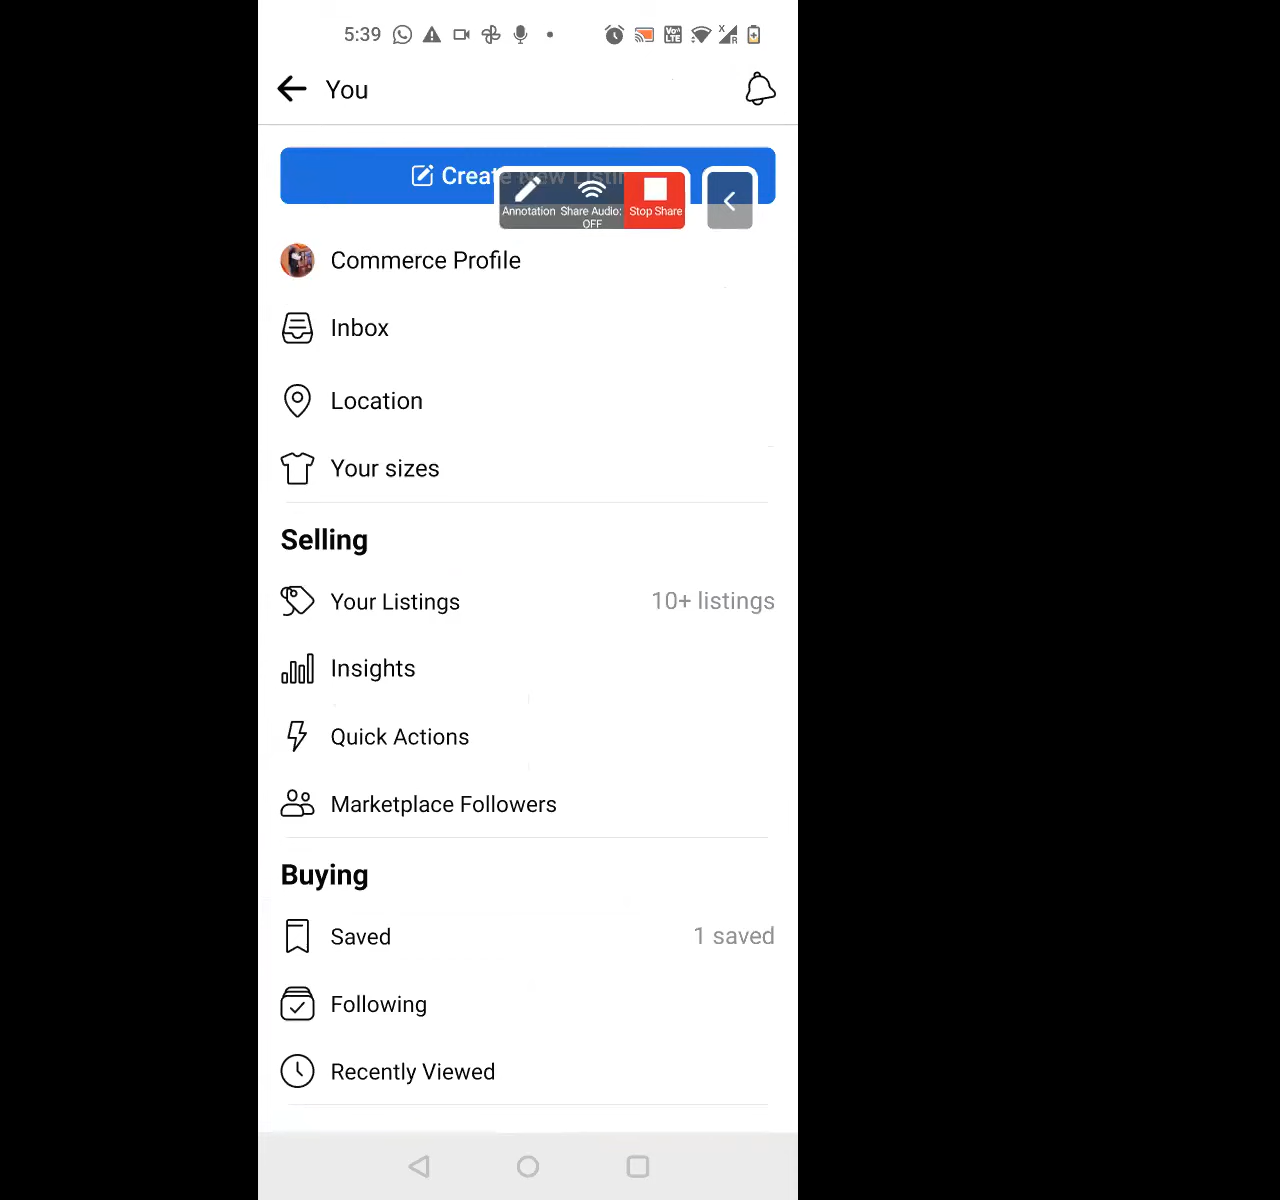 5:39
You
Create New Listing
Annotation
Share Audio:
OFF
Stop Share
Commerce Profile
Inbox
Location
Your sizes
Selling
Your Listings
10+ listings
Insights
Quick Actions
Marketplace Followers
Buying
Saved
1 saved
Following
Recently Viewed